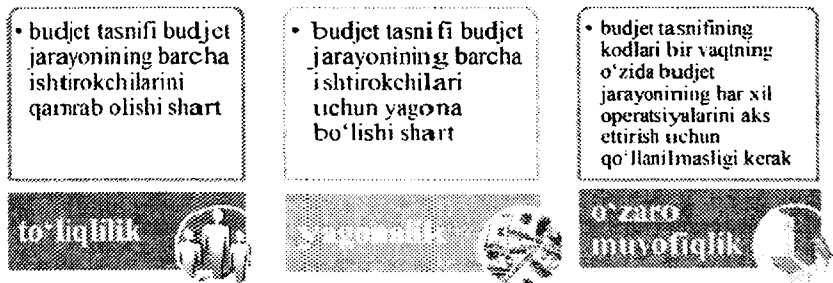 • budjet tasnifi budjet
jarayonining barcha
ishtirokchilarini
qamrab olishi shart
to‘liqlilik
• budjet tasnifi budjet
jarayonining barcha
ishtirokchilari
uchun yagona
bo‘lishi shart
yagonalik
• budjet tasnifining
kodlari bir vaqtning
o‘zida budjet
jarayonining har xil
operatsiyalarini aks
ettirish uchun
qo‘llanilmasligi kerak
o‘zaro
muvofiqlik